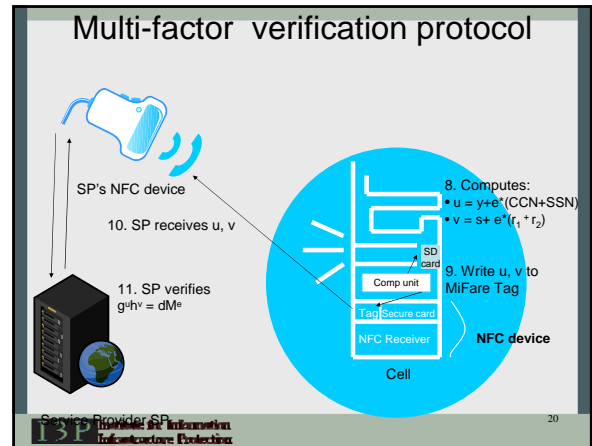 Multi-factor verification protocol
SP's NFC device
10. SP receives u, v
11. SP verifies
gᵘhᵛ = dMᵉ
8. Computes:
• u = y+e*(CCN+SSN)
• v = s+ e*(r₁ + r₂)
SD
card
Comp unit
9. Write u, v to
MiFare Tag
Tag Secure card
NFC Receiver
NFC device
Cell
Service Provider SP
I3P
20